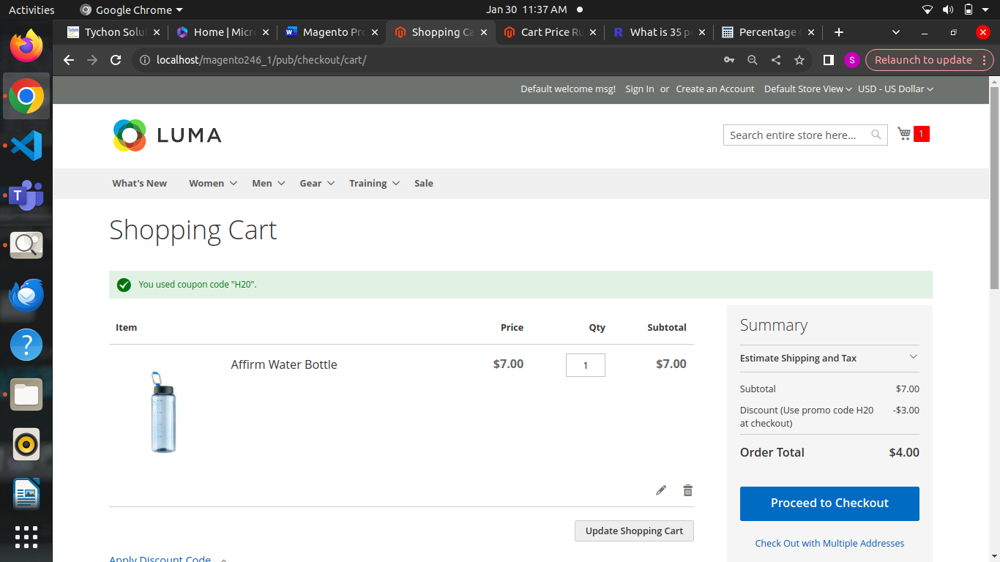 Activities Google Chrome Jan 30 11:37 AM
Tychon Solu Home | Micr Magento Pr Shopping Ca Cart Price Ru What is 35 p Percentage
localhost/magento246_1/pub/checkout/cart/ S Relaunch to update
Default welcome msg! Sign In or Create an Account Default Store View USD - US Dollar
LUMA Search entire store here... 1
What's New Women Men Gear Training Sale
Shopping Cart
You used coupon code "H20".
Item Price Qty Subtotal
Affirm Water Bottle $7.00 1 $7.00
Update Shopping Cart
Apply Discount Code
Summary
Estimate Shipping and Tax
Subtotal $7.00
Discount (Use promo code H20 -$3.00
at checkout)
Order Total $4.00
Proceed to Checkout
Check Out with Multiple Addresses